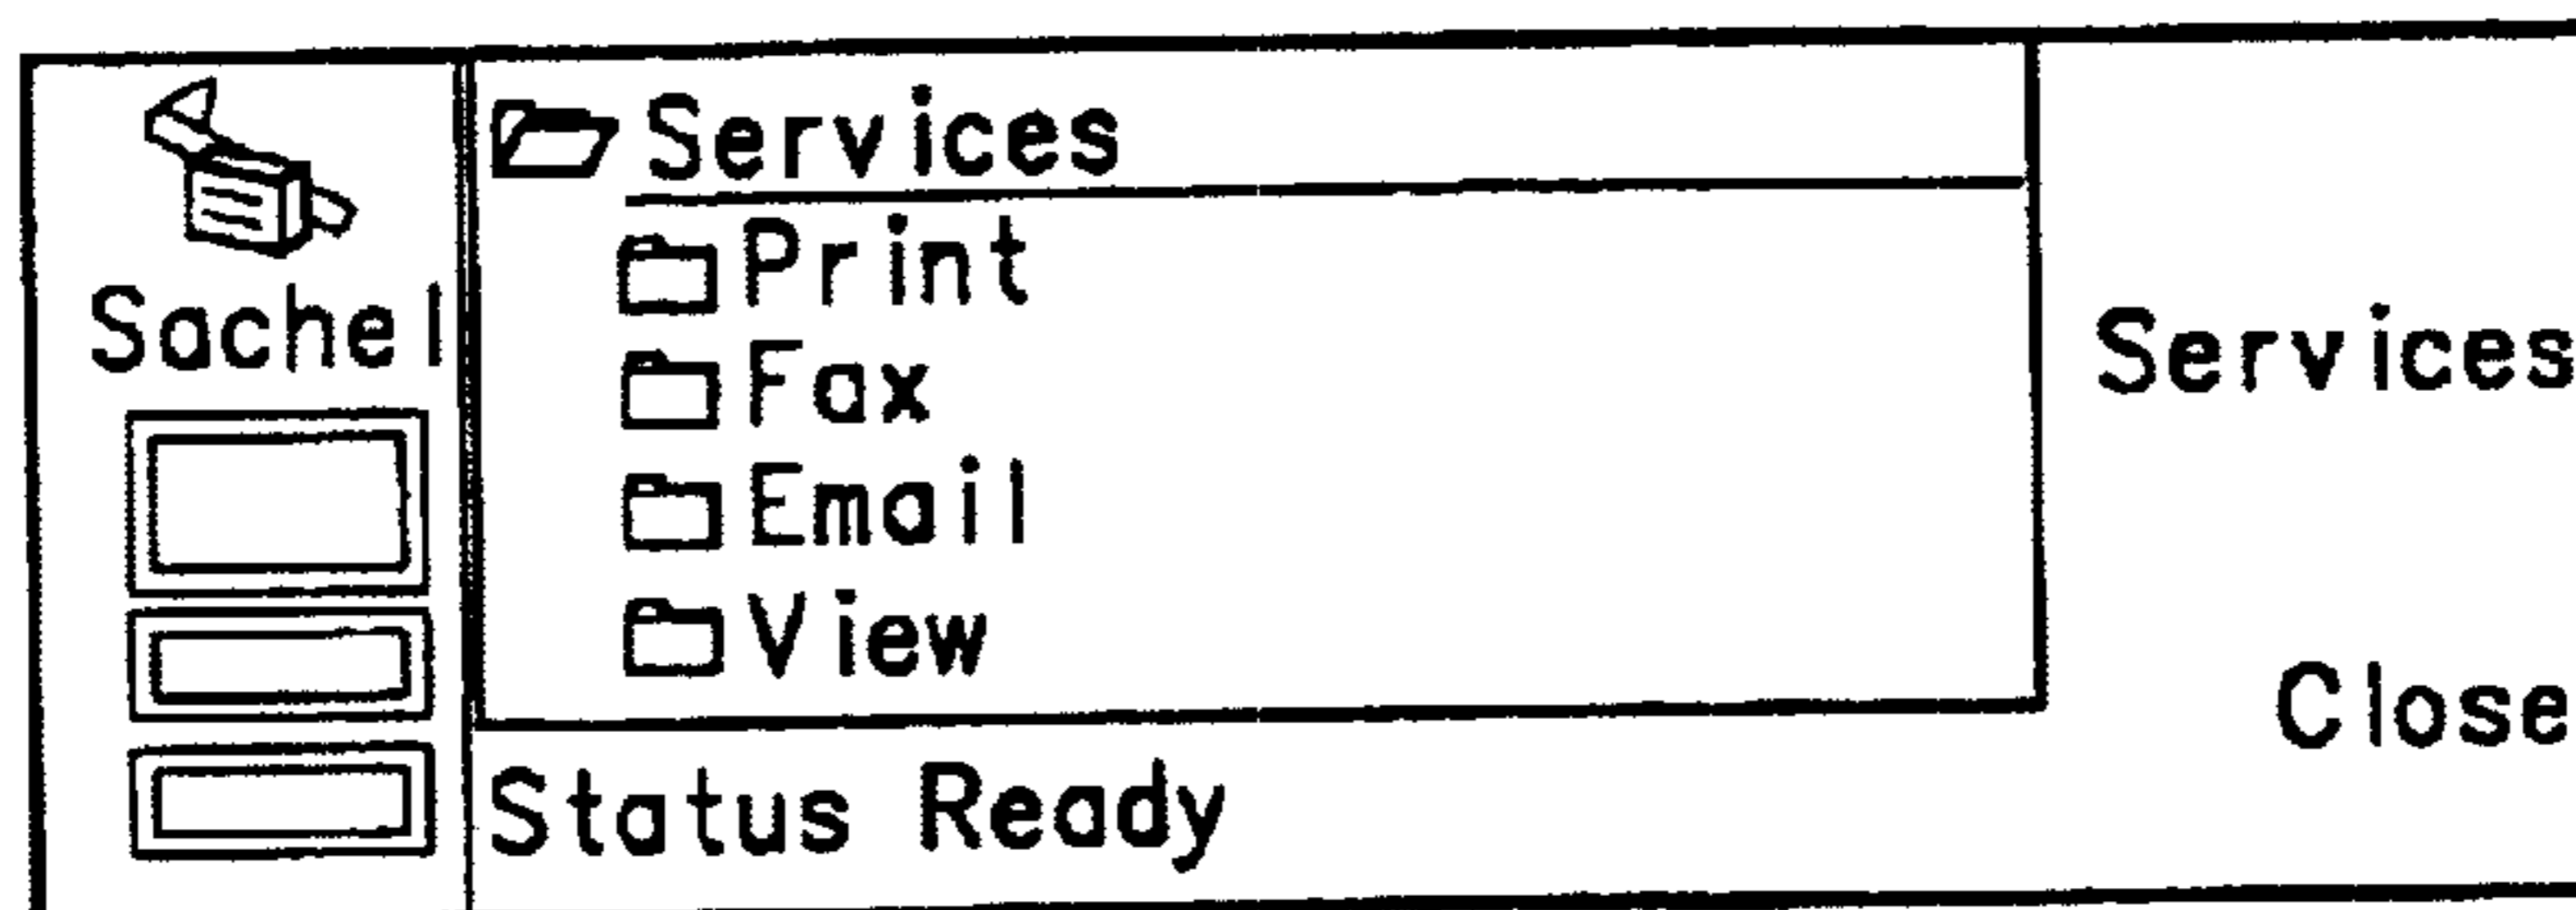 Sachel
Services
Print
Fax
Email
View
Status Ready
Services
Close